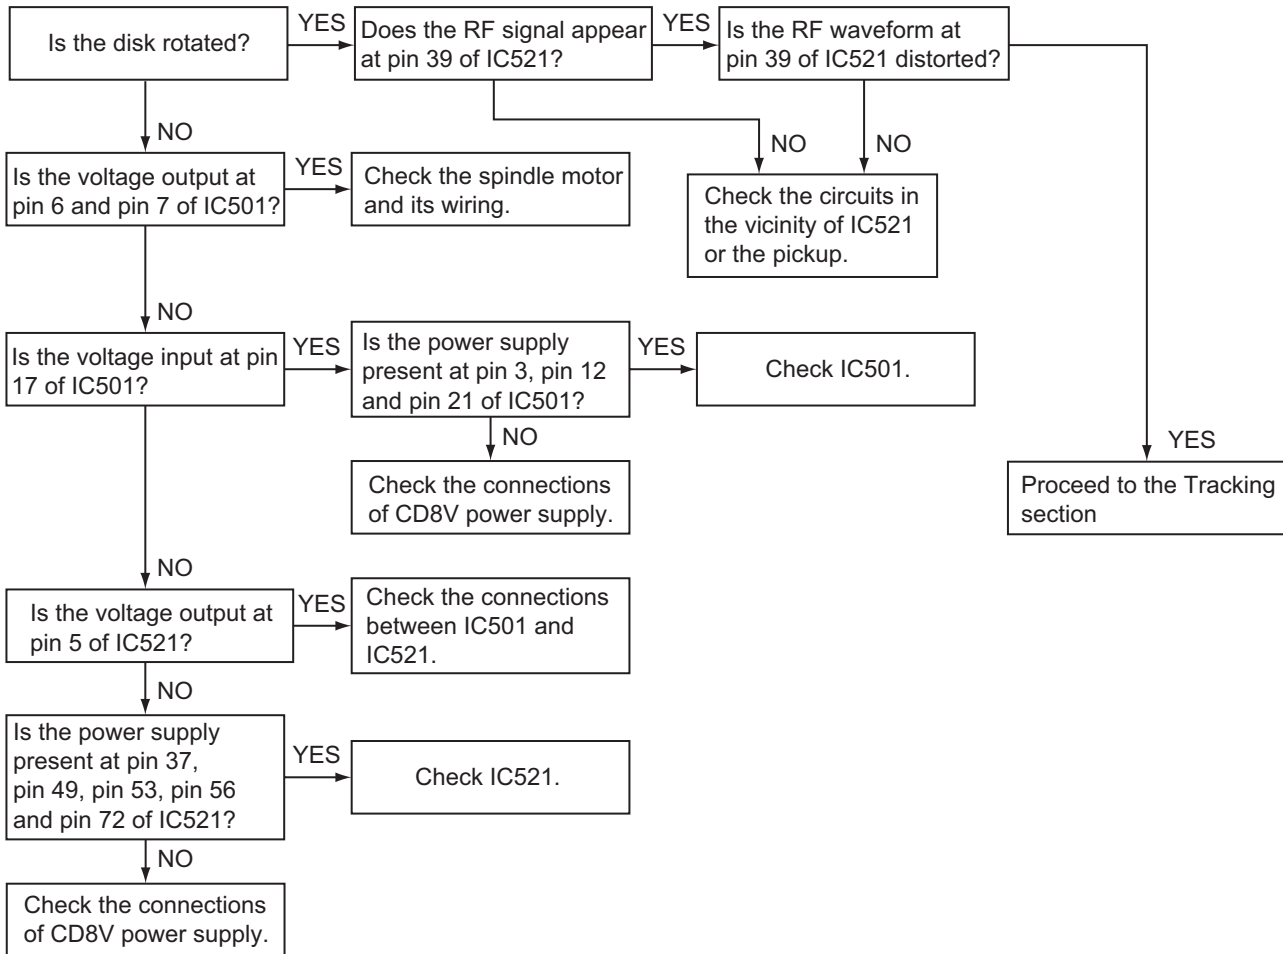 Is the disk rotated?
YES
Does the RF signal appear
at pin 39 of IC521?
YES
Is the RF waveform at
pin 39 of IC521 distorted?
NO
NO
NO
Is the voltage output at
pin 6 and pin 7 of IC501?
YES
Check the spindle motor
and its wiring.
Check the circuits in
the vicinity of IC521
or the pickup.
NO
Is the voltage input at pin
17 of IC501?
YES
Is the power supply
present at pin 3, pin 12
and pin 21 of IC501?
YES
Check IC501.
NO
YES
Check the connections
of CD8V power supply.
Proceed to the Tracking
section
NO
Is the voltage output at
pin 5 of IC521?
YES
Check the connections
between IC501 and
IC521.
NO
Is the power supply
present at pin 37,
pin 49, pin 53, pin 56
and pin 72 of IC521?
YES
Check IC521.
NO
Check the connections
of CD8V power supply.